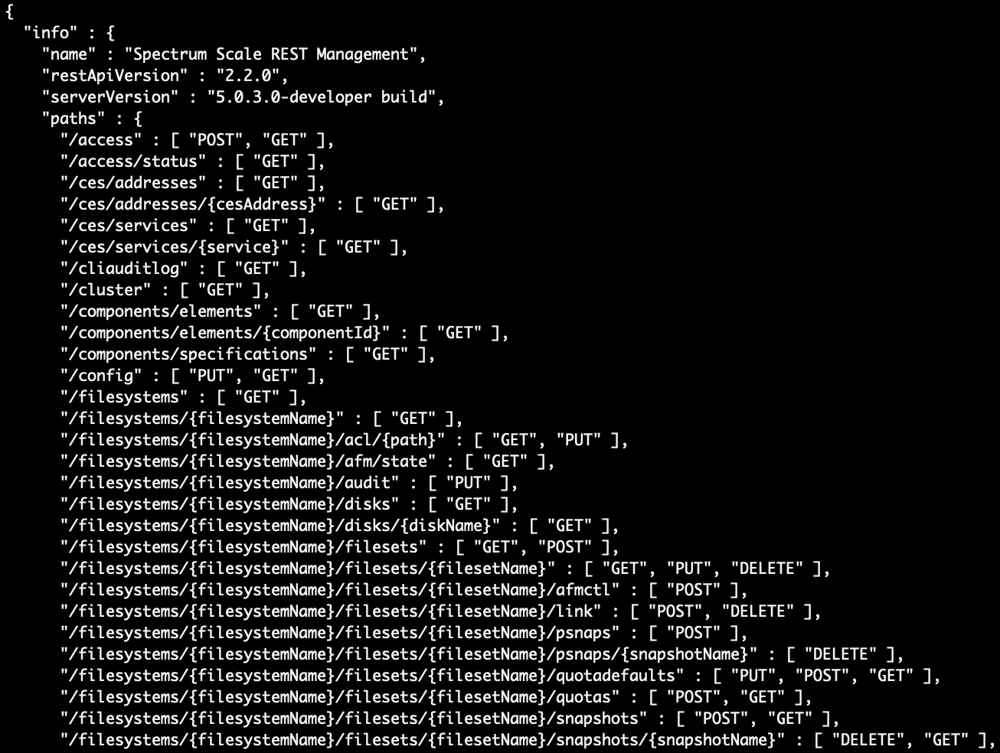 {
  "info" : {
    "name" : "Spectrum Scale REST Management",
    "restApiVersion" : "2.2.0",
    "serverVersion" : "5.0.3.0-developer build",
    "paths" : {
      "/access" : [ "POST", "GET" ],
      "/access/status" : [ "GET" ],
      "/ces/addresses" : [ "GET" ],
      "/ces/addresses/{cesAddress}" : [ "GET" ],
      "/ces/services" : [ "GET" ],
      "/ces/services/{service}" : [ "GET" ],
      "/cliauditlog" : [ "GET" ],
      "/cluster" : [ "GET" ],
      "/components/elements" : [ "GET" ],
      "/components/elements/{componentId}" : [ "GET" ],
      "/components/specifications" : [ "GET" ],
      "/config" : [ "PUT", "GET" ],
      "/filesystems" : [ "GET" ],
      "/filesystems/{filesystemName}" : [ "GET" ],
      "/filesystems/{filesystemName}/acl/{path}" : [ "GET", "PUT" ],
      "/filesystems/{filesystemName}/afm/state" : [ "GET" ],
      "/filesystems/{filesystemName}/audit" : [ "PUT" ],
      "/filesystems/{filesystemName}/disks" : [ "GET" ],
      "/filesystems/{filesystemName}/disks/{diskName}" : [ "GET" ],
      "/filesystems/{filesystemName}/filesets" : [ "GET", "POST" ],
      "/filesystems/{filesystemName}/filesets/{filesetName}" : [ "GET", "PUT", "DELETE" ],
      "/filesystems/{filesystemName}/filesets/{filesetName}/afmctl" : [ "POST" ],
      "/filesystems/{filesystemName}/filesets/{filesetName}/link" : [ "POST", "DELETE" ],
      "/filesystems/{filesystemName}/filesets/{filesetName}/psnaps" : [ "POST" ],
      "/filesystems/{filesystemName}/filesets/{filesetName}/psnaps/{snapshotName}" : [ "DELETE" ],
      "/filesystems/{filesystemName}/filesets/{filesetName}/quotadefaults" : [ "PUT", "POST", "GET" ],
      "/filesystems/{filesystemName}/filesets/{filesetName}/quotas" : [ "POST", "GET" ],
      "/filesystems/{filesystemName}/filesets/{filesetName}/snapshots" : [ "POST", "GET" ],
      "/filesystems/{filesystemName}/filesets/{filesetName}/snapshots/{snapshotName}" : [ "DELETE", "GET" ],